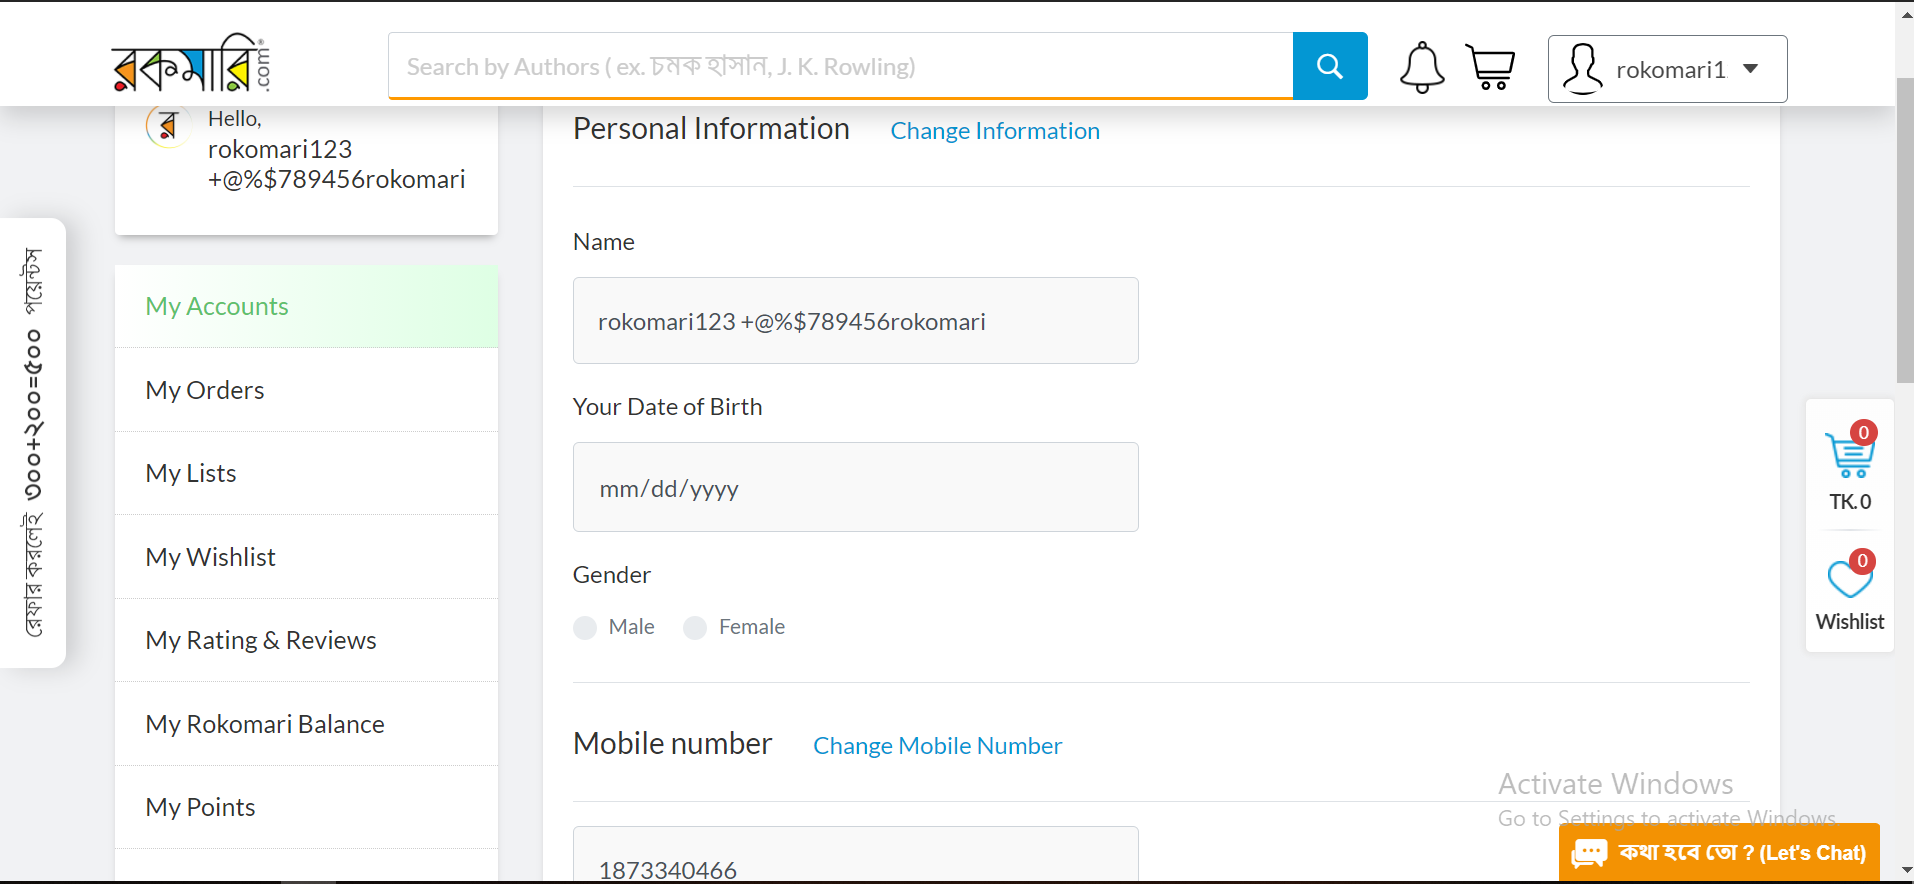 রকমারি.com
Search by Authors ( ex. চমক হাসান, J. K. Rowling)
rokomari1
Hello,
rokomari123
+@%$789456rokomari
রেফার করলেই ৩০০+২০০=৫০০ পয়েন্টস
My Accounts
My Orders
My Lists
My Wishlist
My Rating & Reviews
My Rokomari Balance
My Points
Personal Information Change Information
Name
rokomari123 +@%$789456rokomari
Your Date of Birth
mm/dd/yyyy
Gender
Male Female
Mobile number Change Mobile Number
1873340466
0
TK. 0
0
Wishlist
Activate Windows
Go to Settings to activate Windows.
কথা হবে তো ? (Let's Chat)